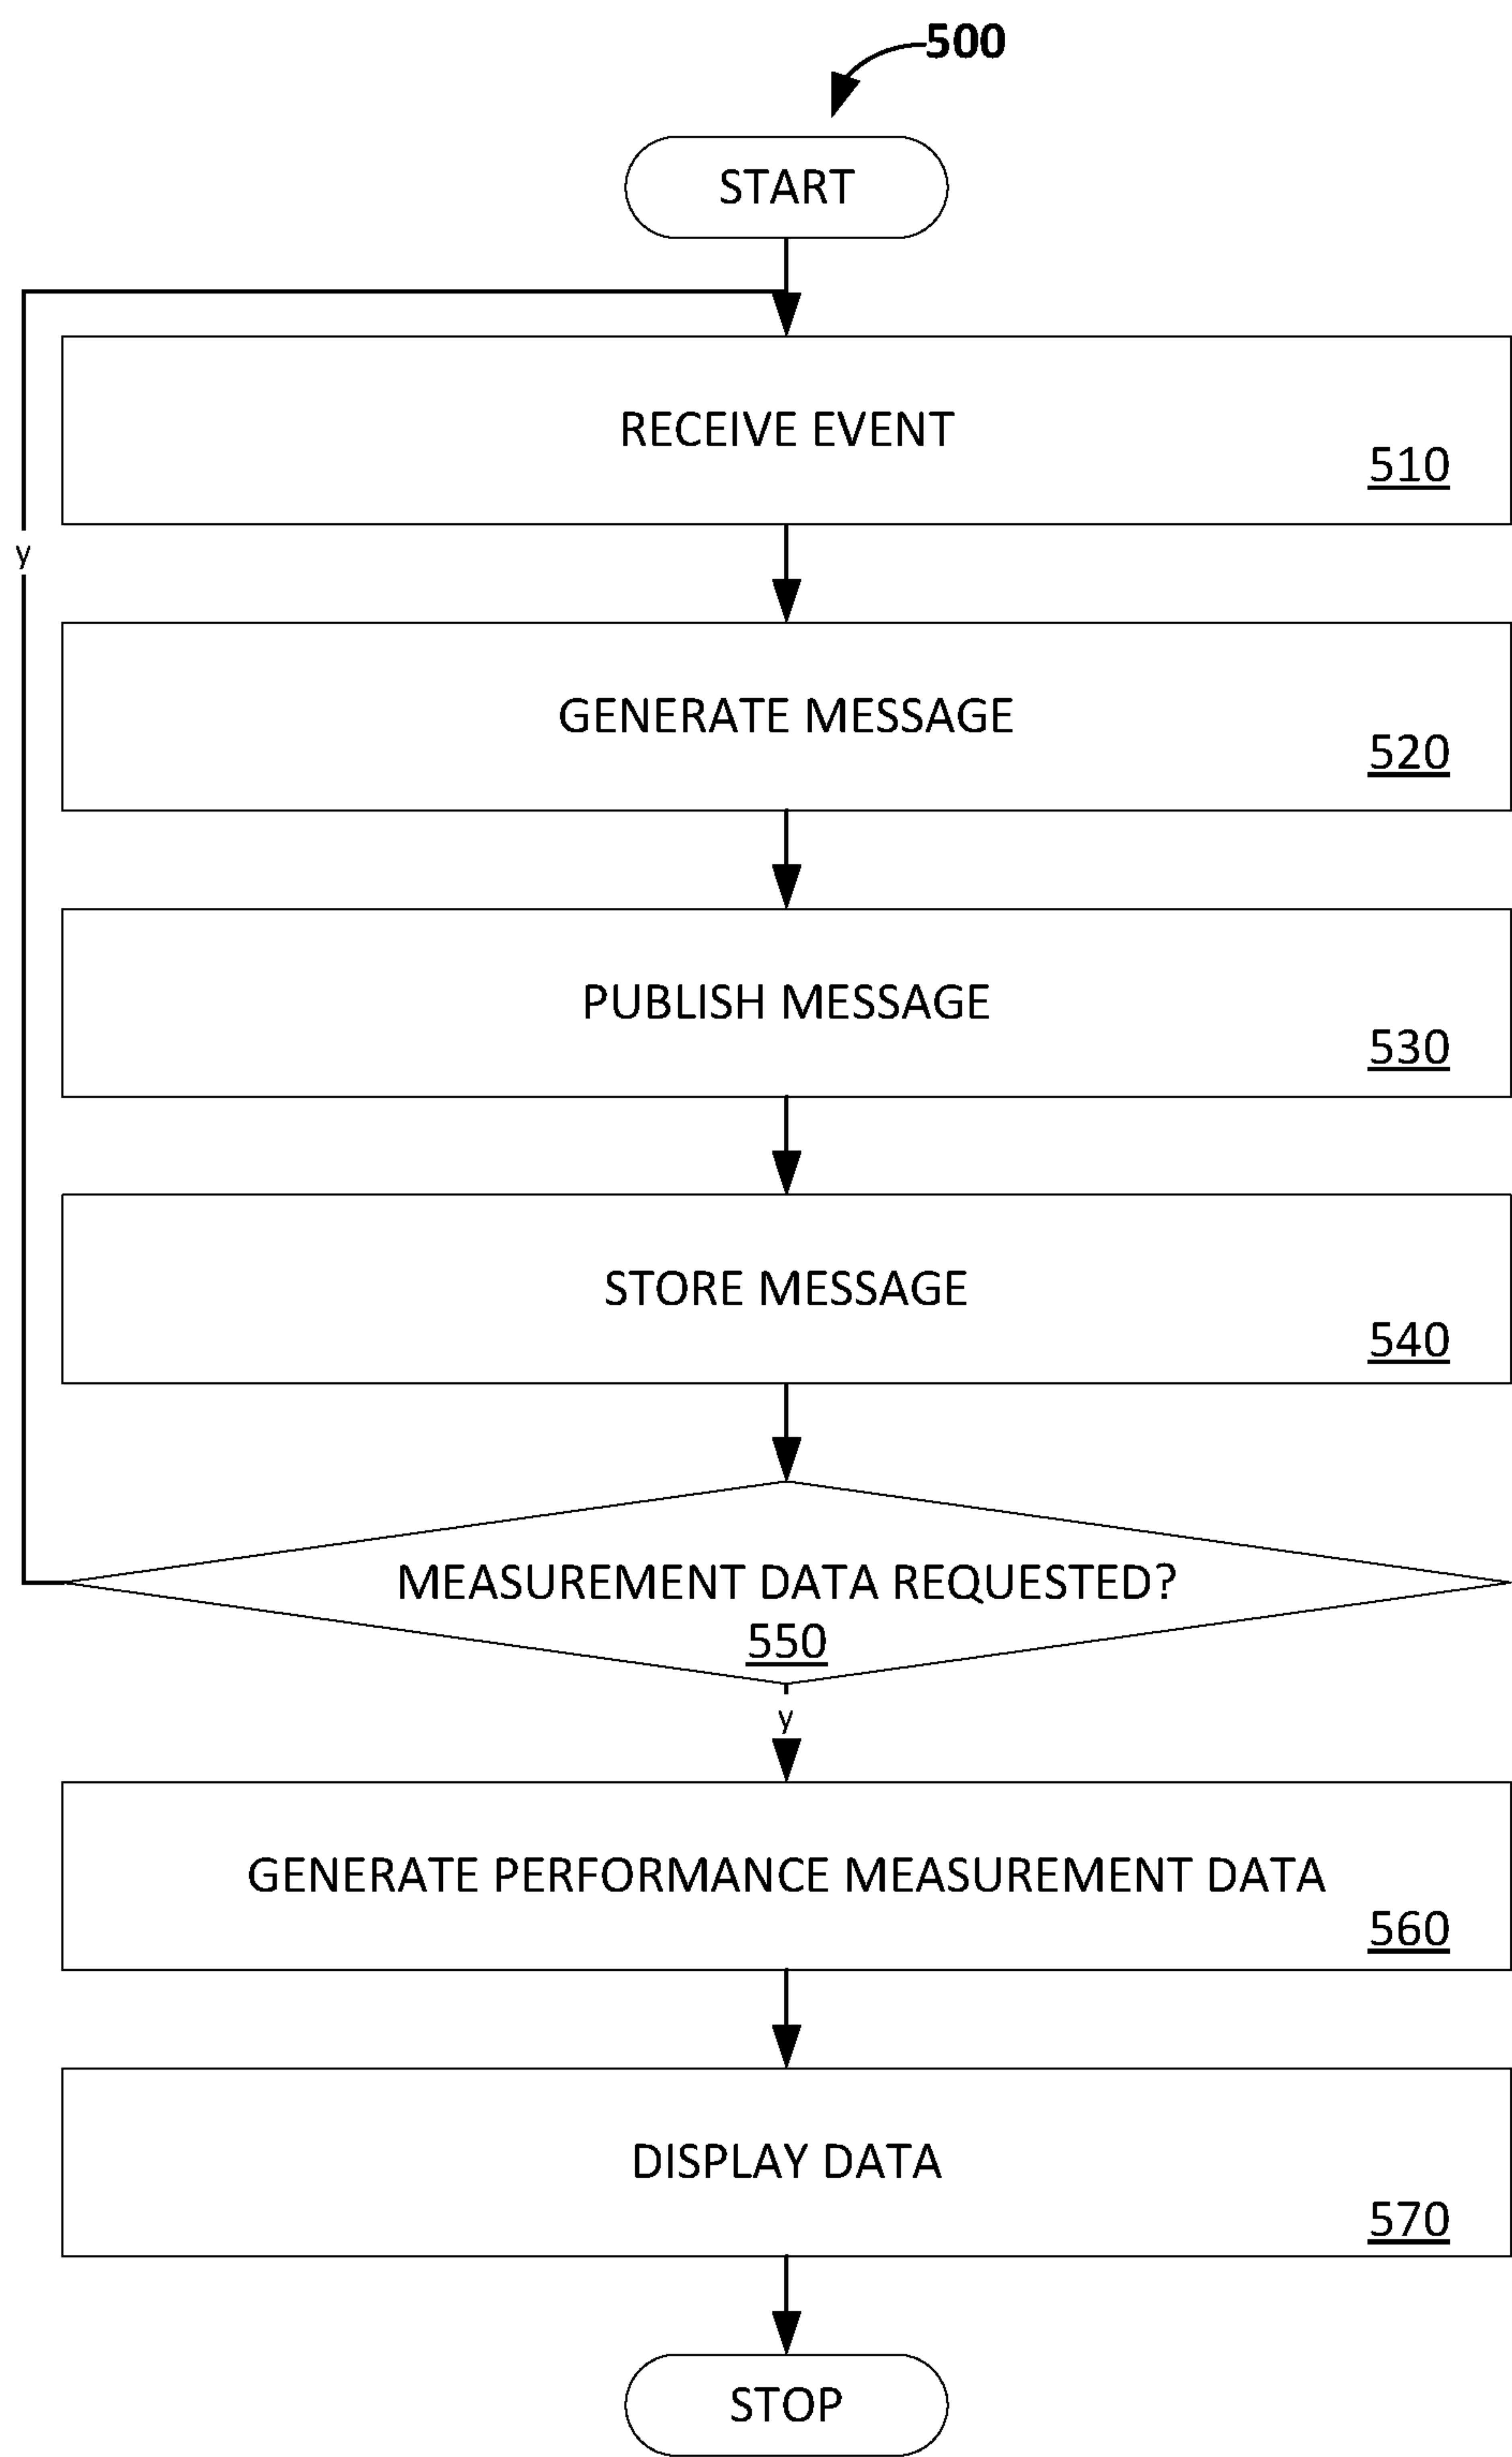 500
START
RECEIVE EVENT
510
y
GENERATE MESSAGE
520
PUBLISH MESSAGE
530
STORE MESSAGE
540
MEASUREMENT DATA REQUESTED?
550
y
GENERATE PERFORMANCE MEASUREMENT DATA
560
DISPLAY DATA
570
STOP